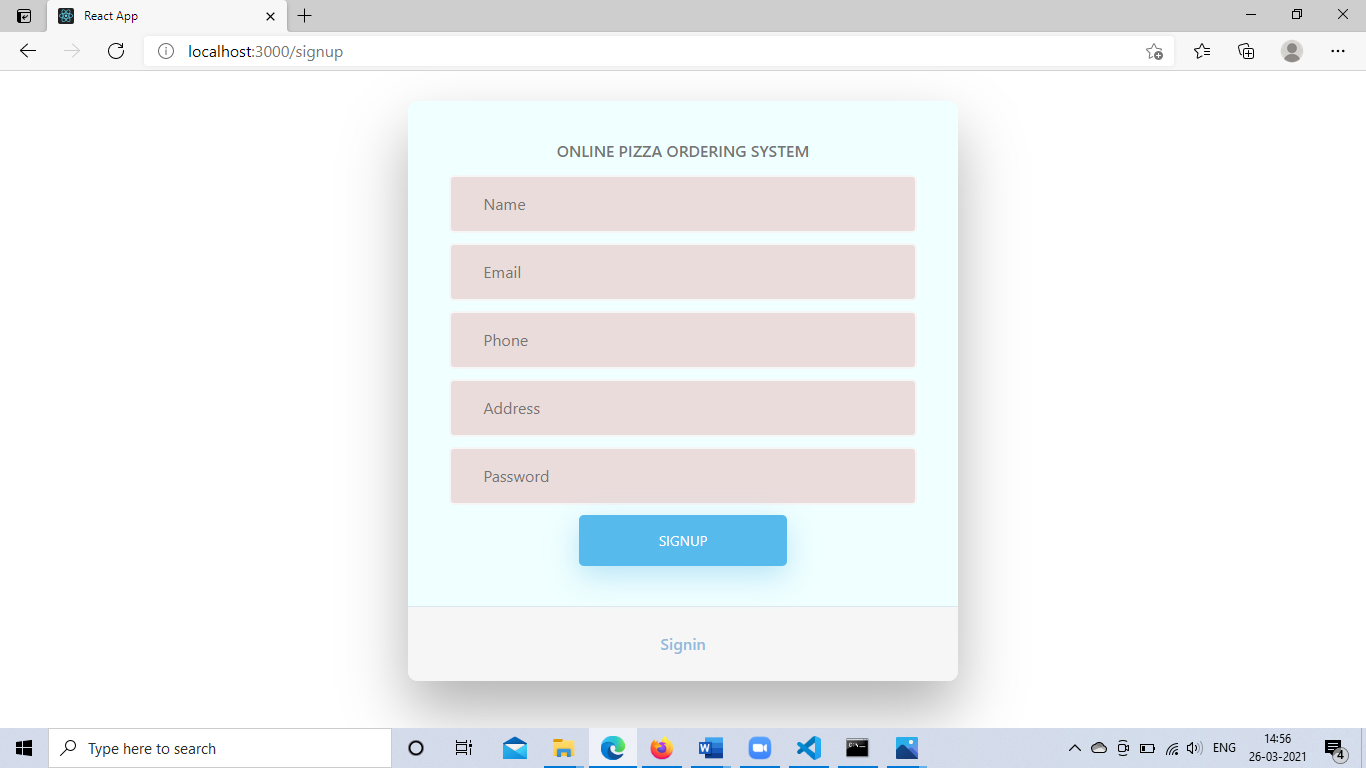 React App
localhost:3000/signup
ONLINE PIZZA ORDERING SYSTEM
Name
Email
Phone
Address
Password
SIGNUP
Signin
Type here to search
ENG
14:56
26-03-2021
4